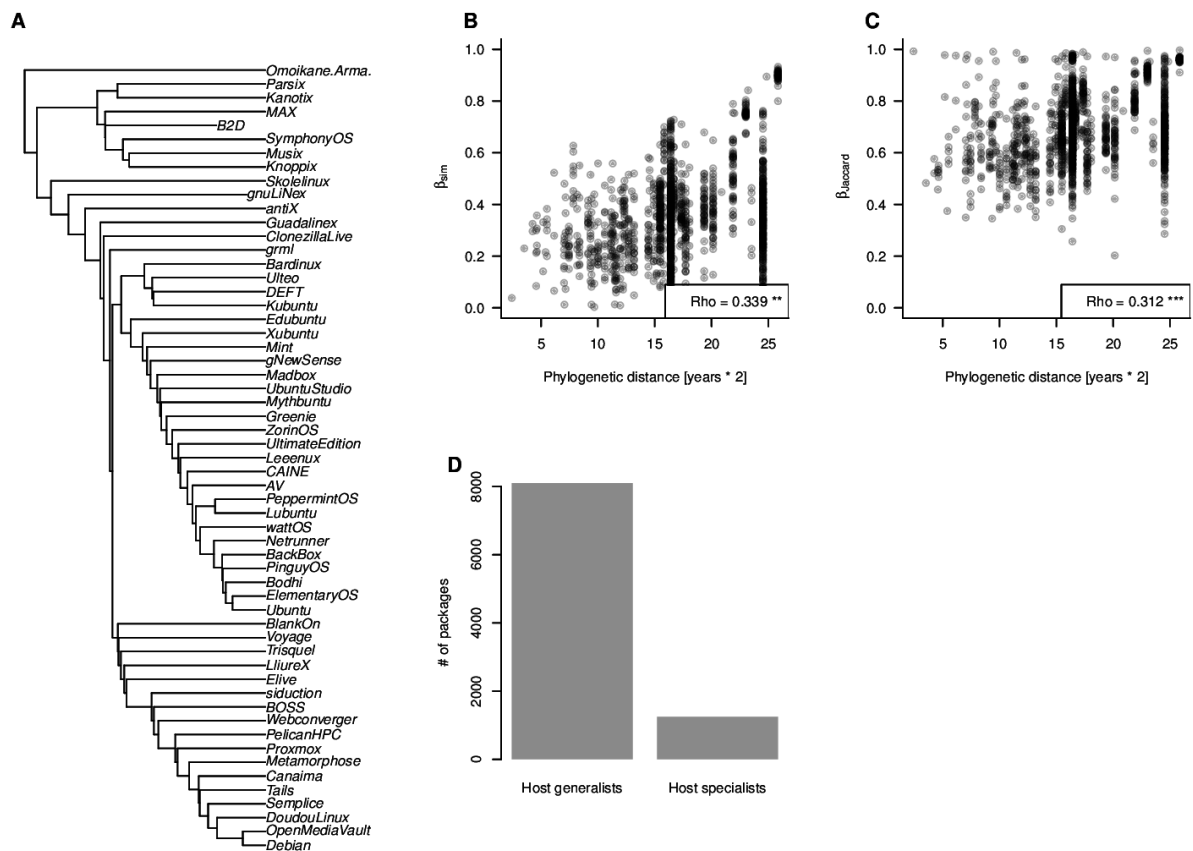 A
Omoikane.Arma.
Parsix
Kanotix
MAX
B2D
SymphonyOS
Musix
Knoppix
Skolelinux
gnuLiNex
antiX
Guadalinex
ClonezillaLive
grml
Bardinux
Ulteo
DEFT
Kubuntu
Edubuntu
Xubuntu
Mint
gNewSense
Madbox
UbuntuStudio
Mythbuntu
Greenie
ZorinOS
UltimateEdition
Leeenux
CAINE
AV
PeppermintOS
Lubuntu
wattOS
Netrunner
BackBox
PinguyOS
Bodhi
ElementaryOS
Ubuntu
BlankOn
Voyage
Trisquel
LliureX
Elive
siduction
BOSS
Webconverger
PelicanHPC
Proxmox
Metamorphose
Canaima
Tails
Semplice
DoudouLinux
OpenMediaVault
Debian
B
1.0
0.8
0.6
0.4
0.2
0.0
βsim
Rho = 0.339 **
5 10 15 20 25
Phylogenetic distance [years * 2]
C
1.0
0.8
0.6
0.4
0.2
0.0
βJaccard
Rho = 0.312 ***
5 10 15 20 25
Phylogenetic distance [years * 2]
D
8000
6000
4000
2000
0
# of packages
Host generalists Host specialists